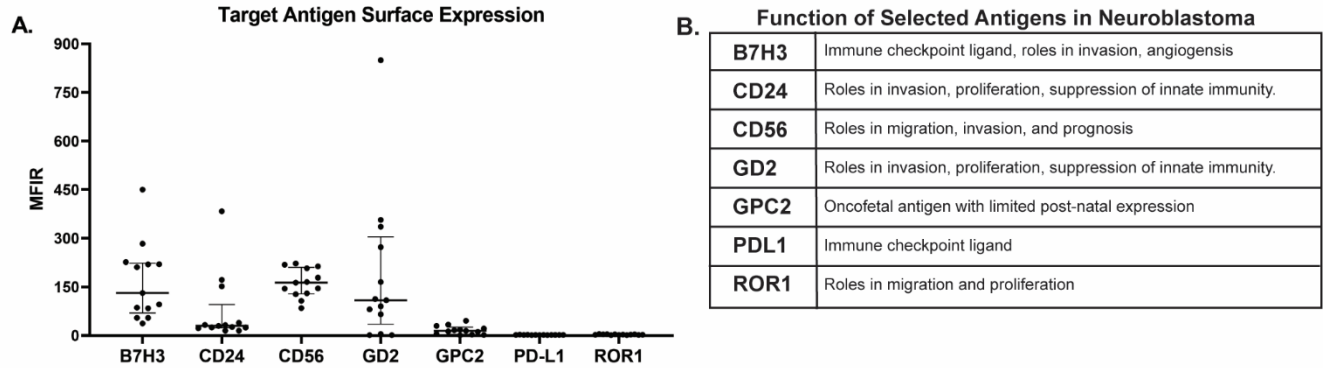 A.
Target Antigen Surface Expression
900
750
600
450
300
150
0
MFIR
B7H3 CD24 CD56 GD2 GPC2 PD-L1 ROR1
B.
Function of Selected Antigens in Neuroblastoma
B7H3 Immune checkpoint ligand, roles in invasion, angiogensis
CD24 Roles in invasion, proliferation, suppression of innate immunity.
CD56 Roles in migration, invasion, and prognosis
GD2 Roles in invasion, proliferation, suppression of innate immunity.
GPC2 Oncofetal antigen with limited post-natal expression
PDL1 Immune checkpoint ligand
ROR1 Roles in migration and proliferation